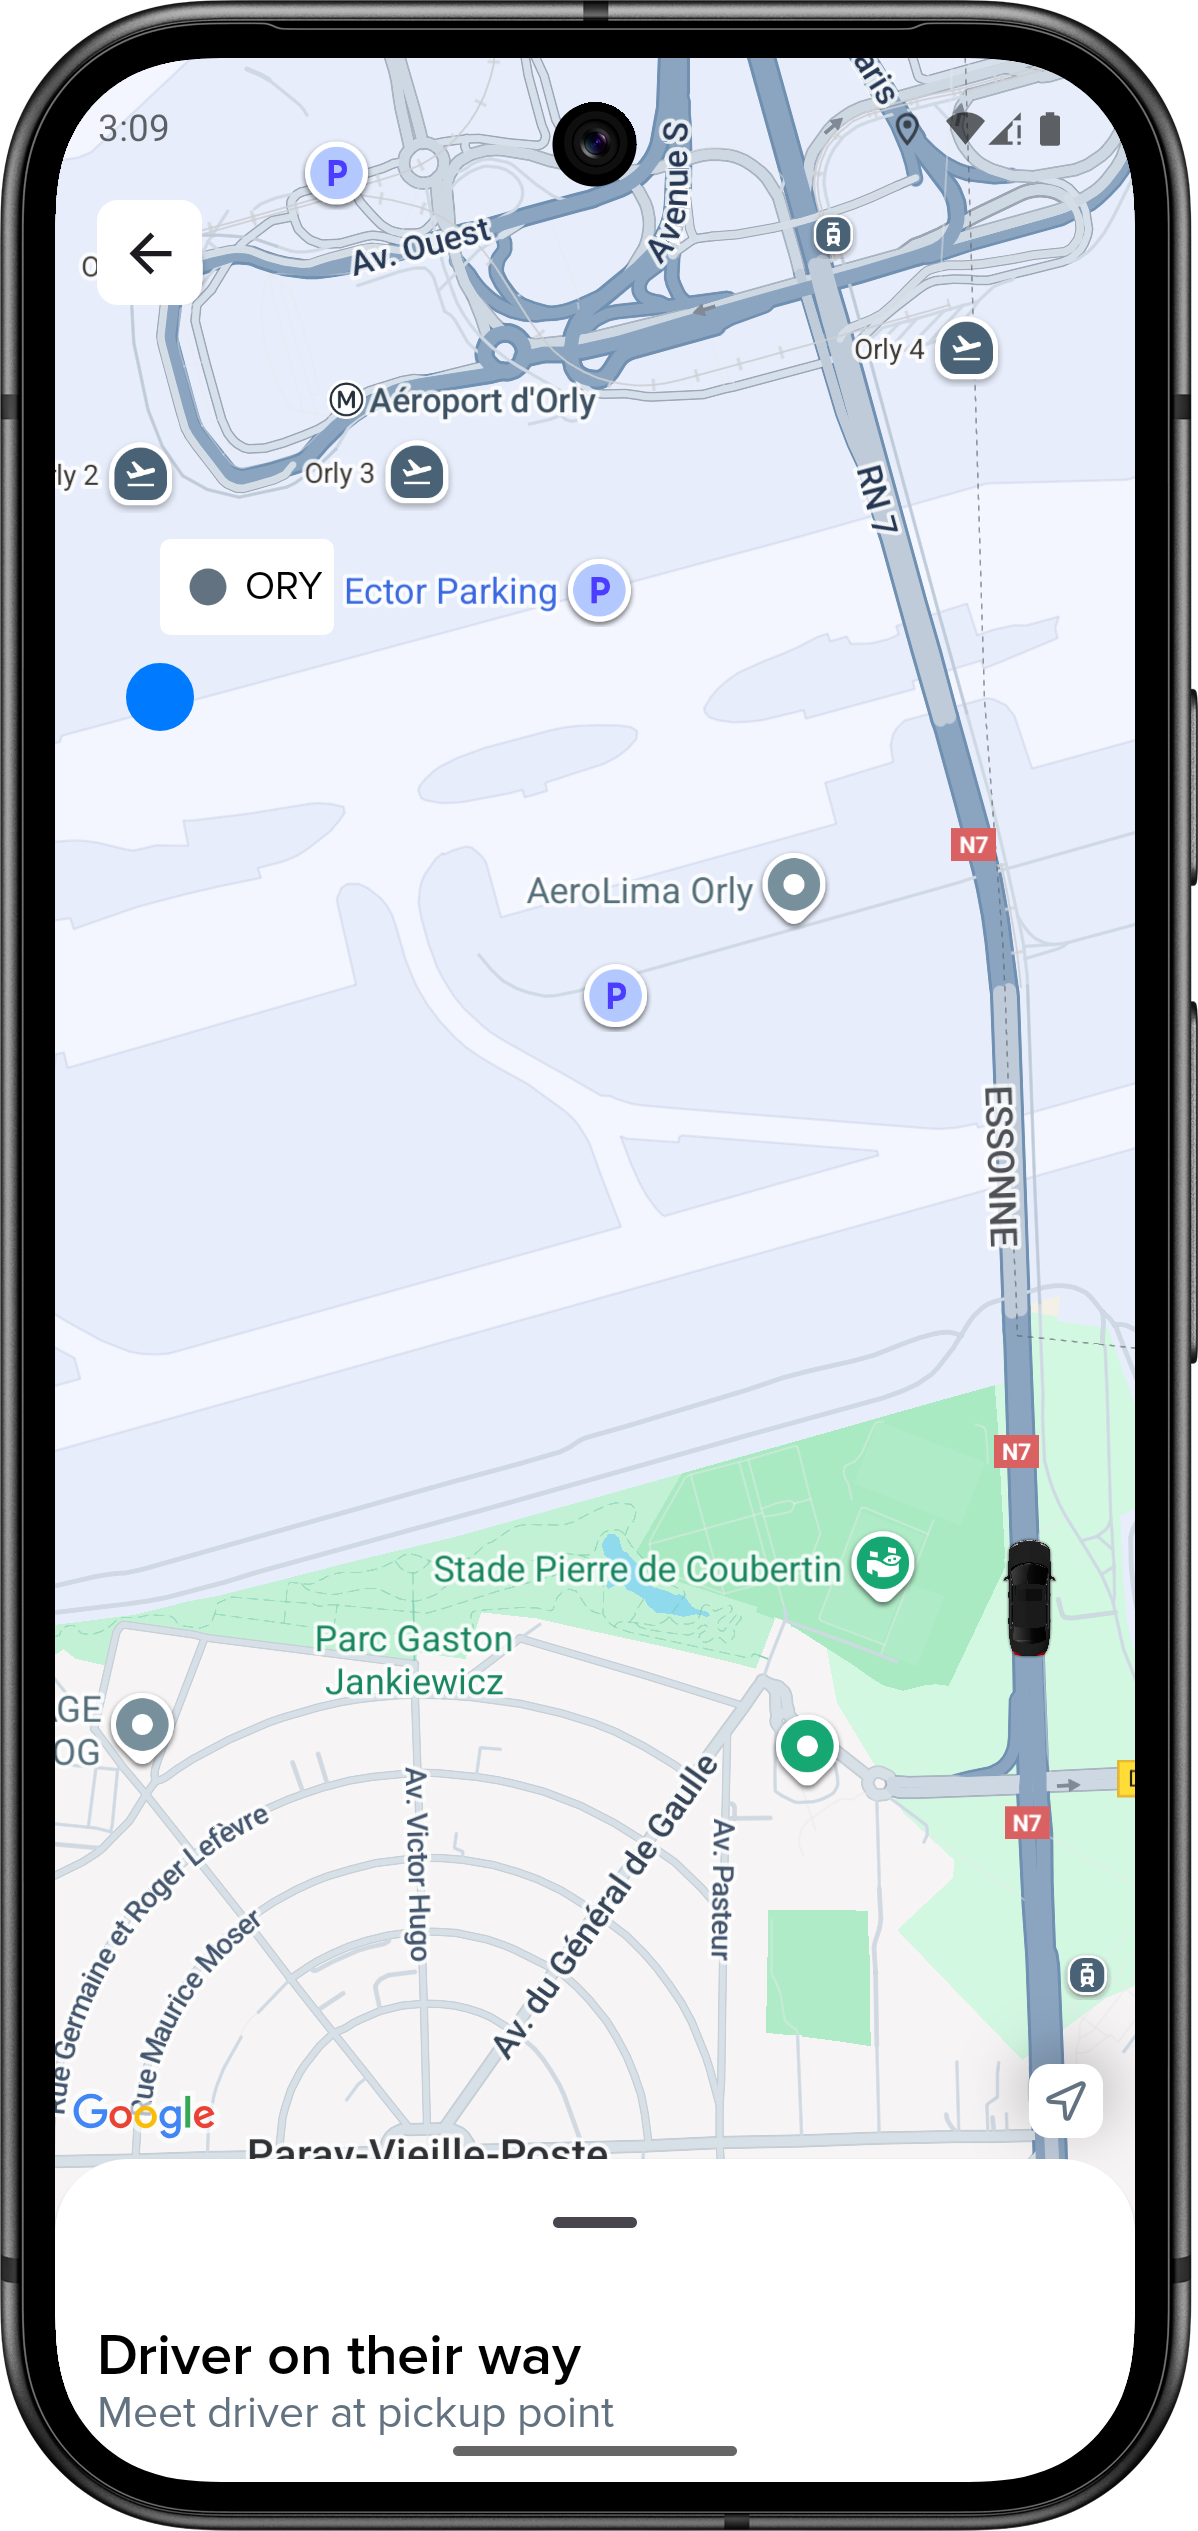 3:09
aris
P
Avenue S
Av. Ouest
O
Orly 4
M Aéroport d'Orly
rly 2
Orly 3
RN 7
ORY
Ector Parking P
N7
AeroLima Orly
P
ESSONNE
N7
Stade Pierre de Coubertin
Parc Gaston
Jankiewicz
GE
OG
Av. Victor Hugo
Av. du Général de Gaulle
Av. Pasteur
N7
Rue Germaine et Roger Lefèvre
Rue Maurice Moser
Google
Paray-Vieille-Poste
Driver on their way
Meet driver at pickup point